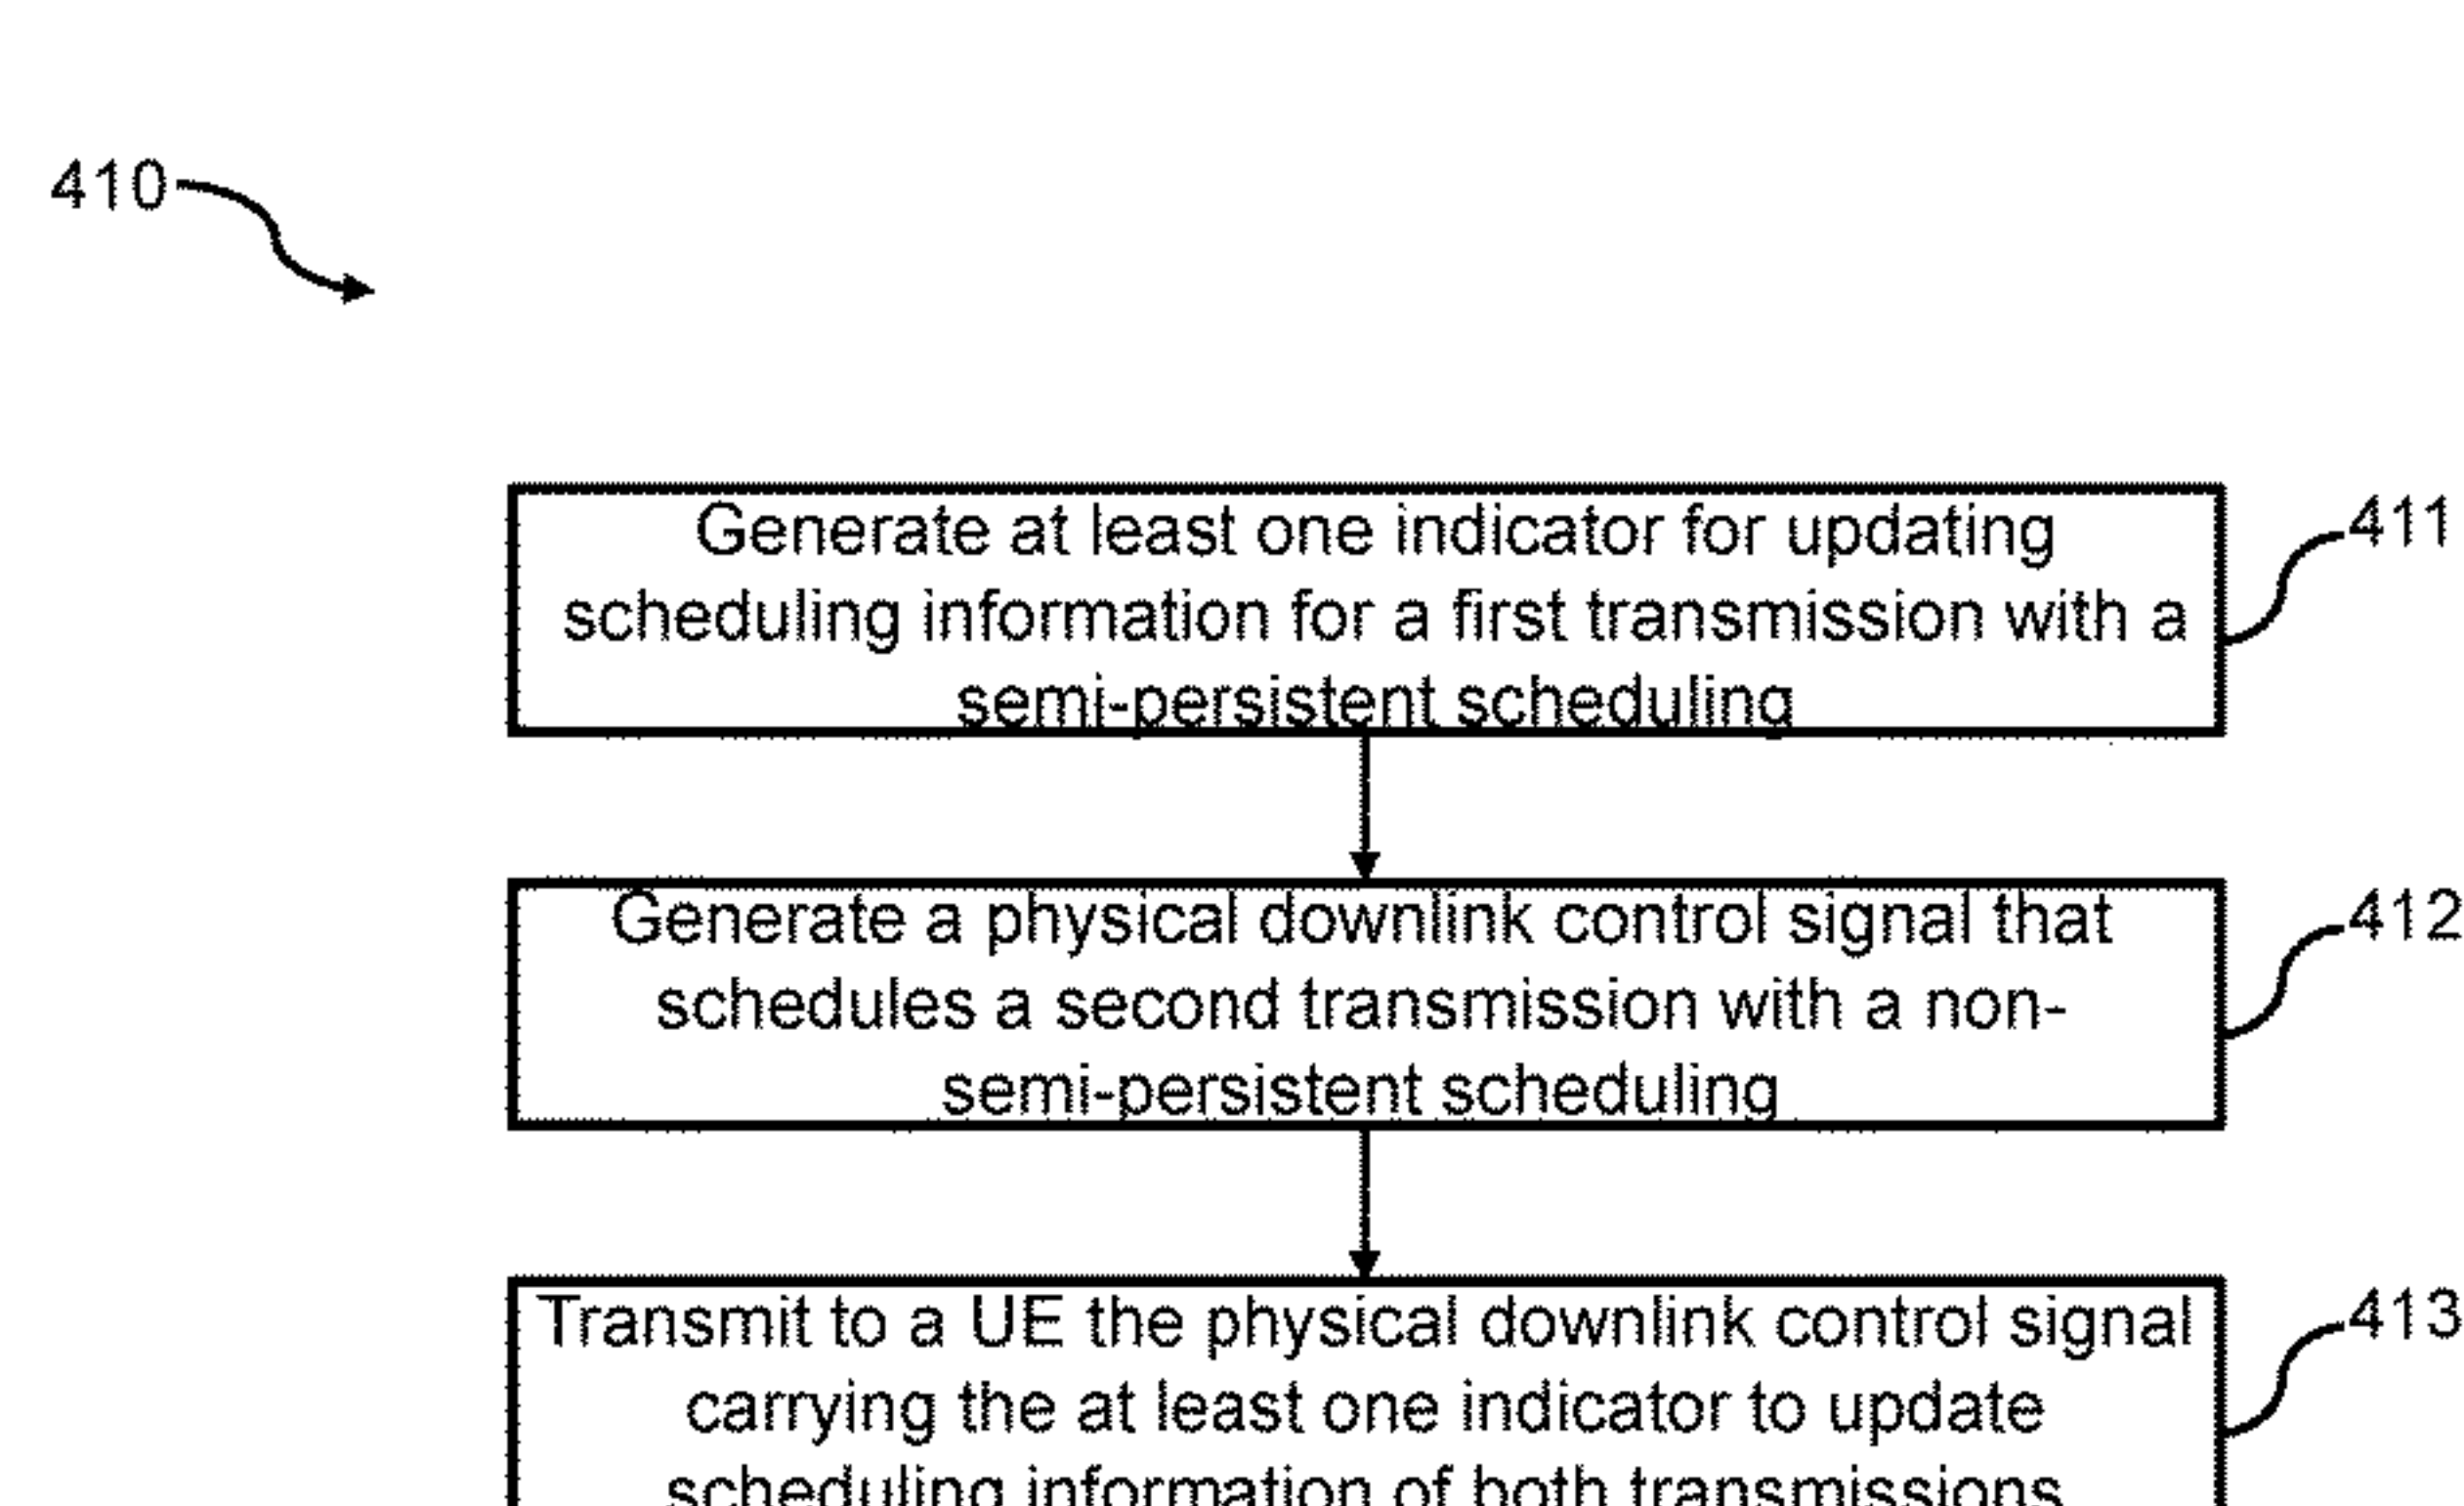 410
Generate at least one indicator for updating
scheduling information for a first transmission with a
semi-persistent scheduling
411
Generate a physical downlink control signal that
schedules a second transmission with a non-
semi-persistent scheduling
412
Transmit to a UE the physical downlink control signal
carrying the at least one indicator to update
scheduling information of both transmissions
413